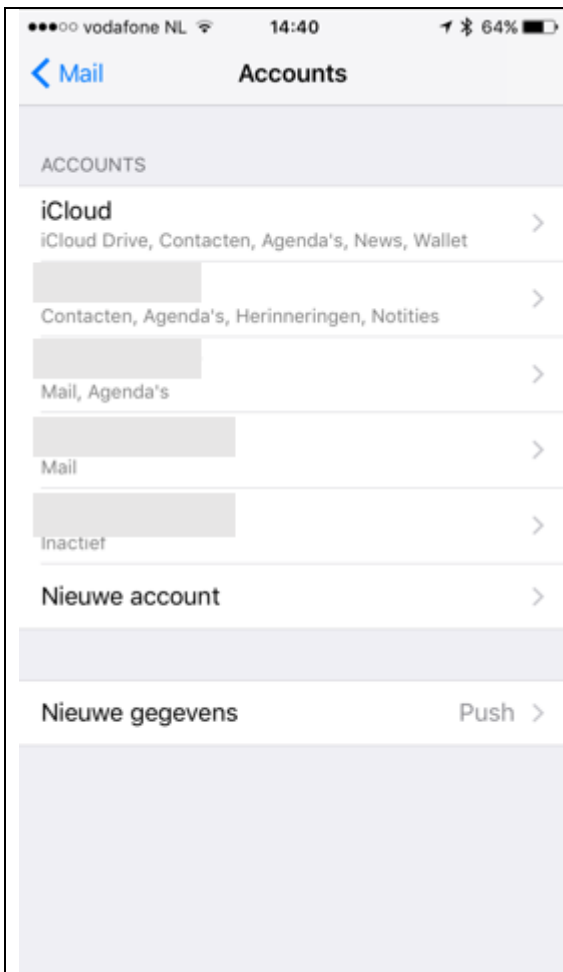 vodafone NL 14:40 64%
Mail Accounts
ACCOUNTS
iCloud
iCloud Drive, Contacten, Agenda's, News, Wallet
Contacten, Agenda's, Herinneringen, Notities
Mail, Agenda's
Mail
Inactief
Nieuwe account
Nieuwe gegevens Push